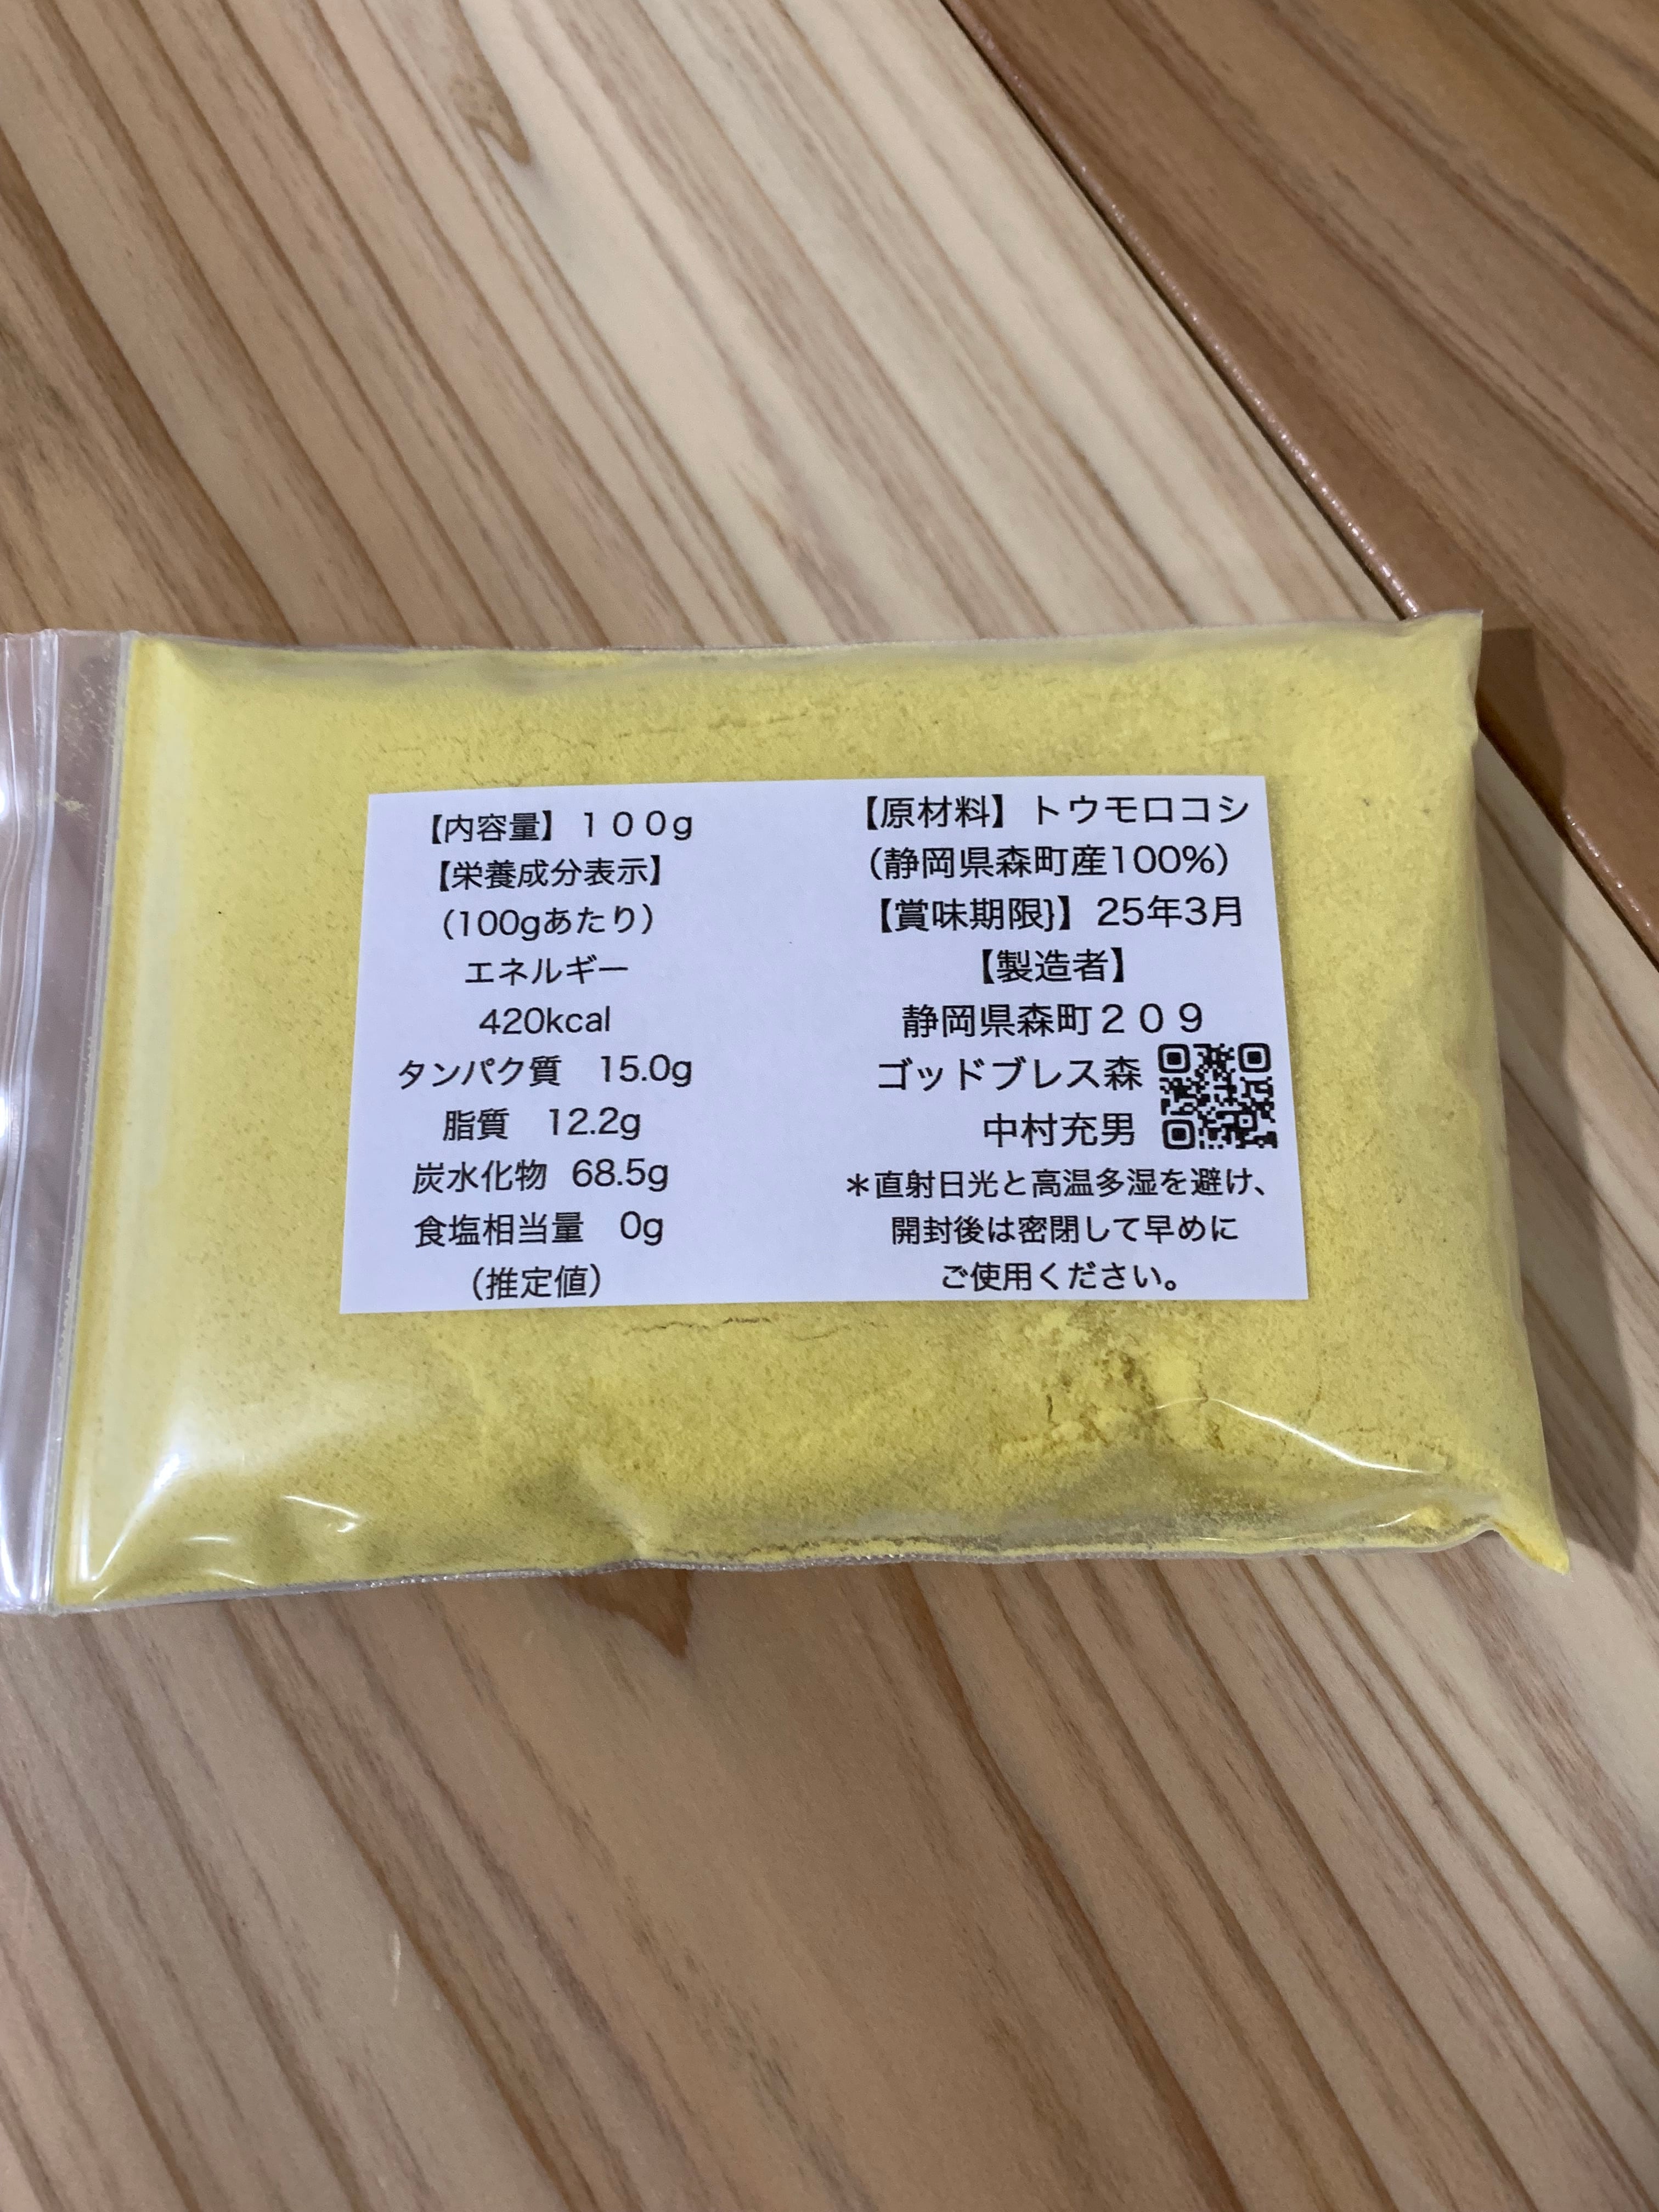 【内容量】１００g
【栄養成分表示】
（100gあたり）
エネルギー
420kcal
タンパク質　15.0g
脂質　12.2g
炭水化物  68.5g
食塩相当量　0g
（推定値）
【原材料】トウモロコシ
（静岡県森町産100%）
【賞味期限}】25年3月
【製造者】
静岡県森町２０９
ゴッドブレス森
中村充男
＊直射日光と高温多湿を避け、
開封後は密閉して早めに
ご使用ください。